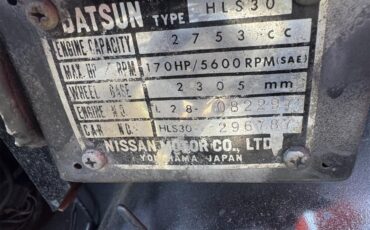 DATSUN TYPE HLS30
ENGINE CAPACITY 2753 cc
MAX. HP / RPM 170HP/5600RPM(SAE)
WHEEL BASE 2305 mm
ENGINE NO. L28-
CAR NO. HLS30-
NISSAN MOTOR CO., LTD.
YOKOHAMA, JAPAN